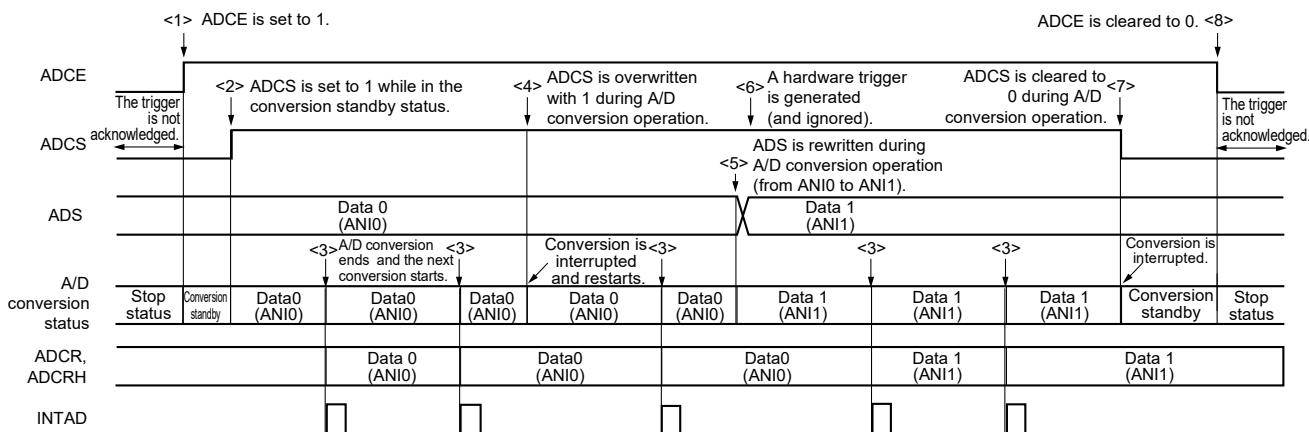 <1> ADCE is set to 1.
ADCE is cleared to 0. <8>
ADCE
<2> ADCS is set to 1 while in the
conversion standby status.
<4> ADCS is overwritten
with 1 during A/D
conversion operation.
<6> A hardware trigger
is generated
(and ignored).
ADCS is cleared to <7>
0 during A/D
conversion operation.
The trigger
is not
acknowledged.
The trigger
is not
acknowledged.
ADCS
<5> ADS is rewritten during
A/D conversion operation
(from ANI0 to ANI1).
ADS
Data 0
(ANI0)
Data 1
(ANI1)
<3> A/D conversion
ends and the next
conversion starts.
<3>
Conversion is
interrupted
and restarts.
<3>
<3>
<3>
Conversion is
interrupted.
A/D
conversion
status
Stop
status
Conversion
standby
Data0
(ANI0)
Data0
(ANI0)
Data0
(ANI0)
Data 0
(ANI0)
Data0
(ANI0)
Data 1
(ANI1)
Data 1
(ANI1)
Data 1
(ANI1)
Conversion
standby
Stop
status
ADCR,
ADCRH
Data 0
(ANI0)
Data0
(ANI0)
Data0
(ANI0)
Data 1
(ANI1)
Data 1
(ANI1)
INTAD